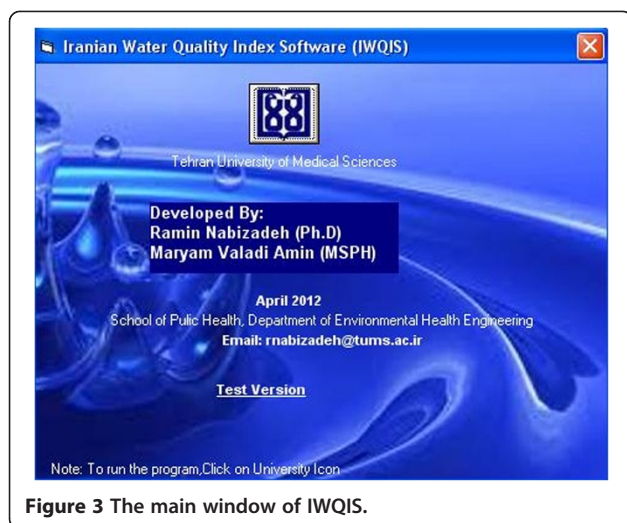 Iranian Water Quality Index Software (IWQIS)
Tehran University of Medical Sciences
Developed By:
Ramin Nabizadeh (Ph.D)
Maryam Valadi Amin (MSPH)
April 2012
School of Pulic Health, Department of Environmental Health Engineering
Email: rnabizadeh@tums.ac.ir
Test Version
Note: To run the program,Click on University Icon
Figure 3 The main window of IWQIS.